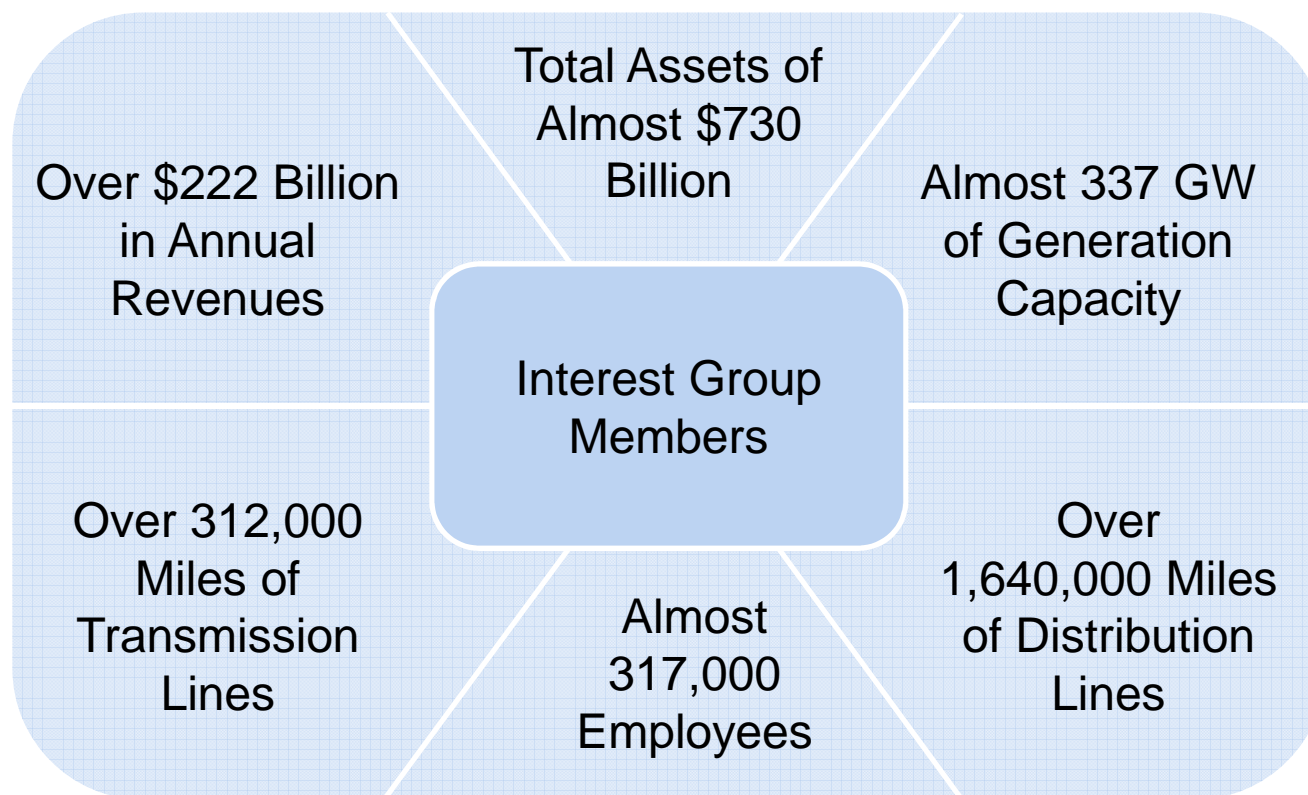 Total Assets of
Almost $730
Billion
Over $222 Billion
in Annual
Revenues
Almost 337 GW
of Generation
Capacity
Interest Group
Members
Over 312,000
Miles of
Transmission
Lines
Almost
317,000
Employees
Over
1,640,000 Miles
of Distribution
Lines